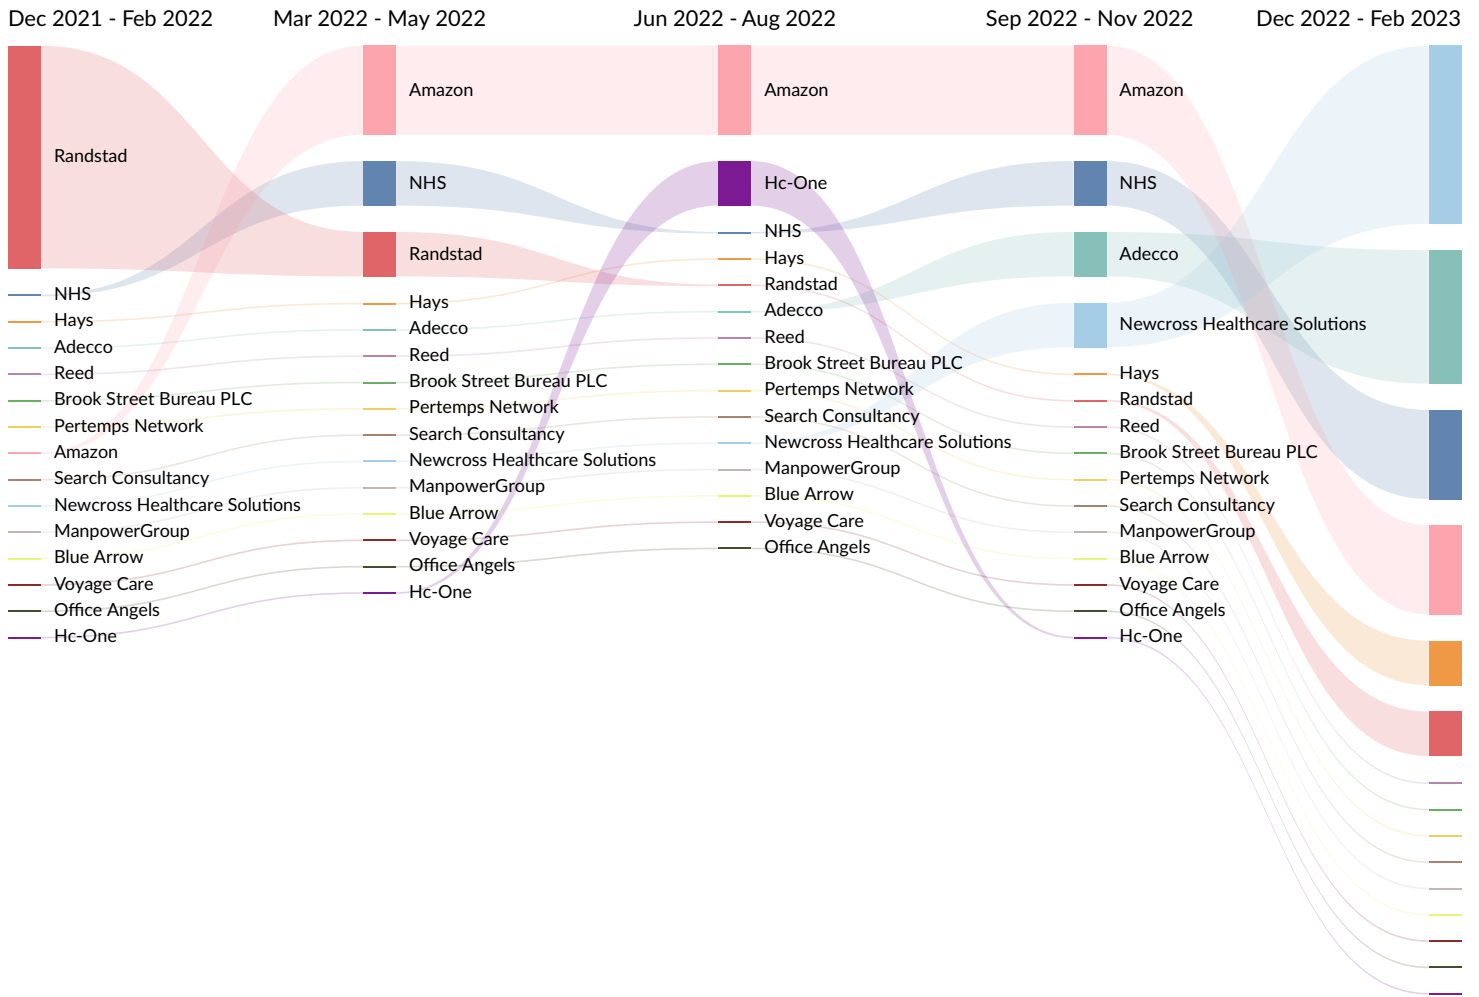 Dec 2021 - Feb 2022
Mar 2022 - May 2022
Jun 2022 - Aug 2022
Sep 2022 - Nov 2022
Dec 2022 - Feb 2023
Randstad
NHS
Hays
Adecco
Reed
Brook Street Bureau PLC
Pertemps Network
Amazon
Search Consultancy
Newcross Healthcare Solutions
ManpowerGroup
Blue Arrow
Voyage Care
Office Angels
Hc-One
Amazon
NHS
Randstad
Hays
Adecco
Reed
Brook Street Bureau PLC
Pertemps Network
Search Consultancy
Newcross Healthcare Solutions
ManpowerGroup
Blue Arrow
Voyage Care
Office Angels
Hc-One
Amazon
Hc-One
NHS
Hays
Randstad
Adecco
Reed
Brook Street Bureau PLC
Pertemps Network
Search Consultancy
Newcross Healthcare Solutions
ManpowerGroup
Blue Arrow
Voyage Care
Office Angels
Amazon
NHS
Adecco
Newcross Healthcare Solutions
Hays
Randstad
Reed
Brook Street Bureau PLC
Pertemps Network
Search Consultancy
ManpowerGroup
Blue Arrow
Voyage Care
Office Angels
Hc-One